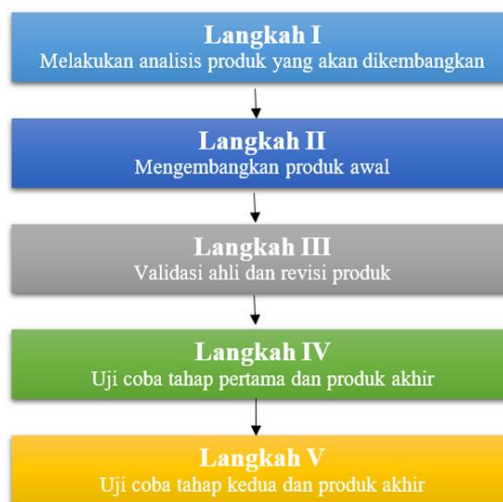 Langkah I
Melakukan analisis produk yang akan dikembangkan
Langkah II
Mengembangkan produk awal
Langkah III
Validasi ahli dan revisi produk
Langkah IV
Uji coba tahap pertama dan produk akhir
Langkah V
Uji coba tahap kedua dan produk akhir